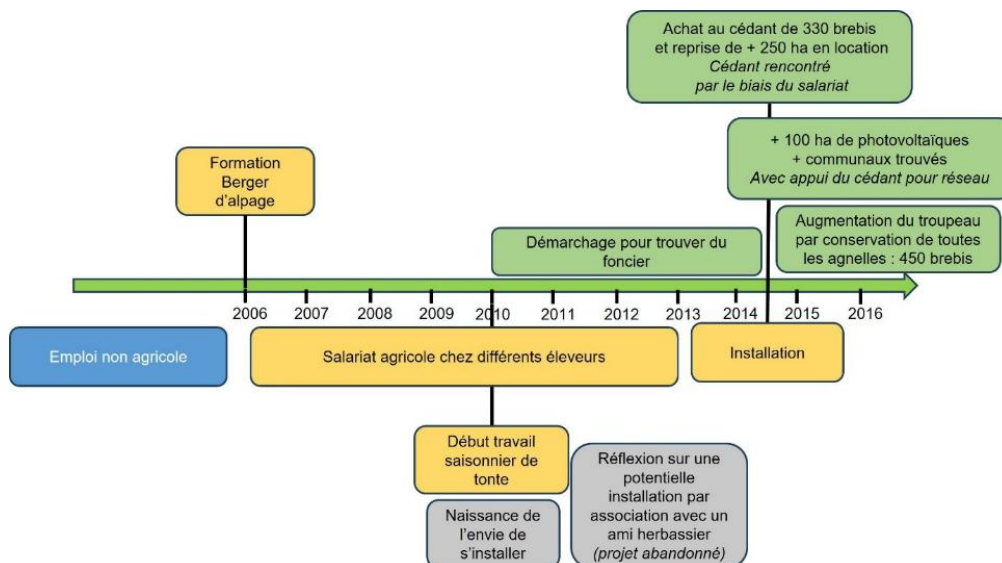 Achat au cédant de 330 brebis
et reprise de + 250 ha en location
Cédant rencontré
par le biais du salariat
Formation
Berger
d'alpage
+ 100 ha de photovoltaïques
+ communaux trouvés
Avec appui du cédant pour réseau
Démarchage pour trouver du
foncier
Augmentation du troupeau
par conservation de toutes
les agnelles : 450 brebis
2006 2007 2008 2009 2010 2011 2012 2013 2014 2015 2016
Emploi non agricole
Salariat agricole chez différents éleveurs
Installation
Début travail
saisonnier de
tonte
Naissance de
l'envie de
s'installer
Réflexion sur une
potentielle
installation par
association avec un
ami herbassier
(projet abandonné)